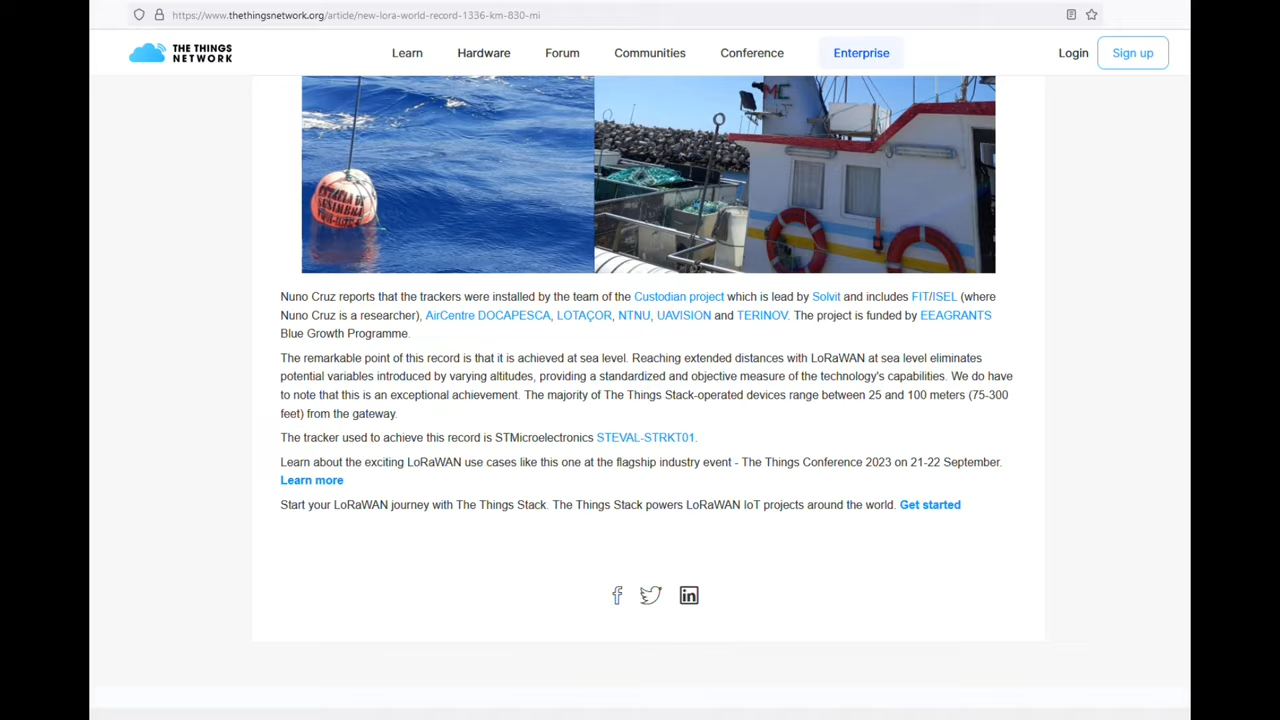 https://www.thethingsnetwork.org/article/new-lora-world-record-1336-km-830-mi
THE THINGS
NETWORK
Learn
Hardware
Forum
Communities
Conference
Enterprise
Login
Sign up
MC
Nuno Cruz reports that the trackers were installed by the team of the Custodian project which is lead by Solvit and includes FIT/ISEL (where
Nuno Cruz is a researcher), AirCentre DOCAPESCA, LOTAÇOR, NTNU, UAVISION and TERINOV. The project is funded by EEAGRANTS
Blue Growth Programme.
The remarkable point of this record is that it is achieved at sea level. Reaching extended distances with LoRaWAN at sea level eliminates
potential variables introduced by varying altitudes, providing a standardized and objective measure of the technology's capabilities. We do have
to note that this is an exceptional achievement. The majority of The Things Stack-operated devices range between 25 and 100 meters (75-300
feet) from the gateway.
The tracker used to achieve this record is STMicroelectronics STEVAL-STRKT01.
Learn about the exciting LoRaWAN use cases like this one at the flagship industry event - The Things Conference 2023 on 21-22 September.
Learn more
Start your LoRaWAN journey with The Things Stack. The Things Stack powers LoRaWAN IoT projects around the world. Get started